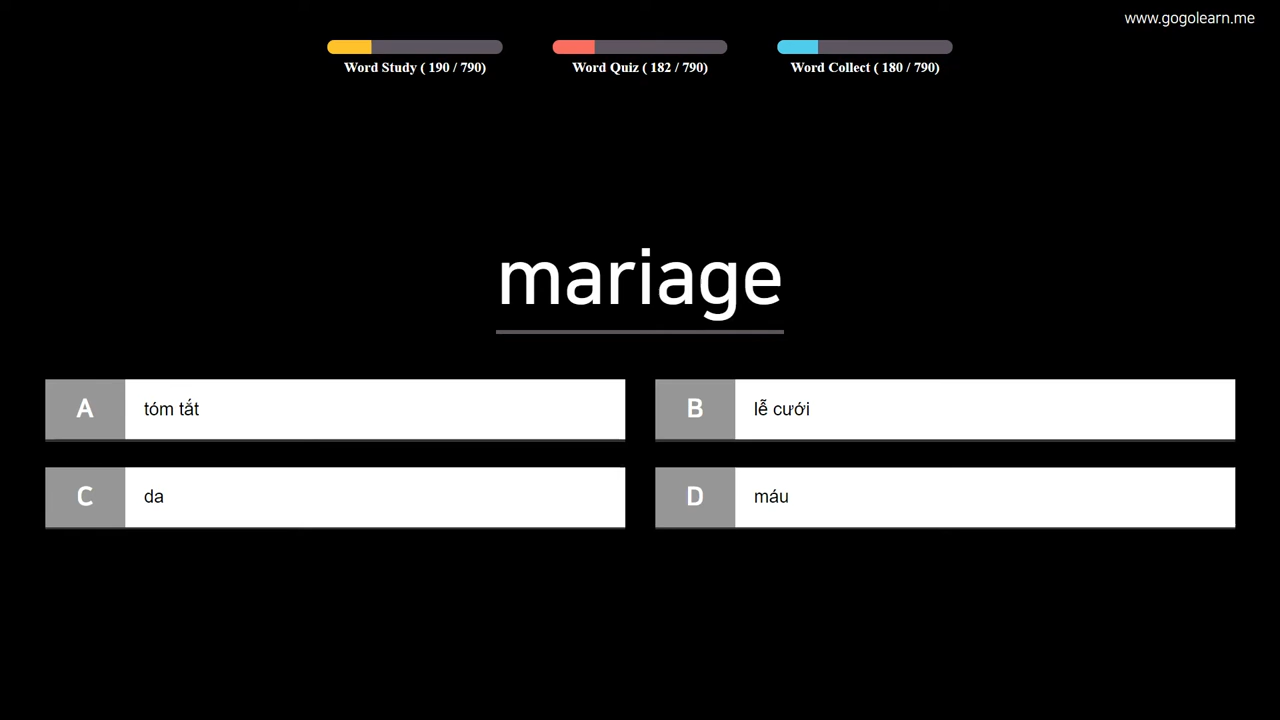 www.gogolearn.me
Word Study ( 190 / 790) Word Quiz ( 182 / 790) Word Collect ( 180 / 790)
mariage
A tóm tắt
B lễ cưới
C da
D máu